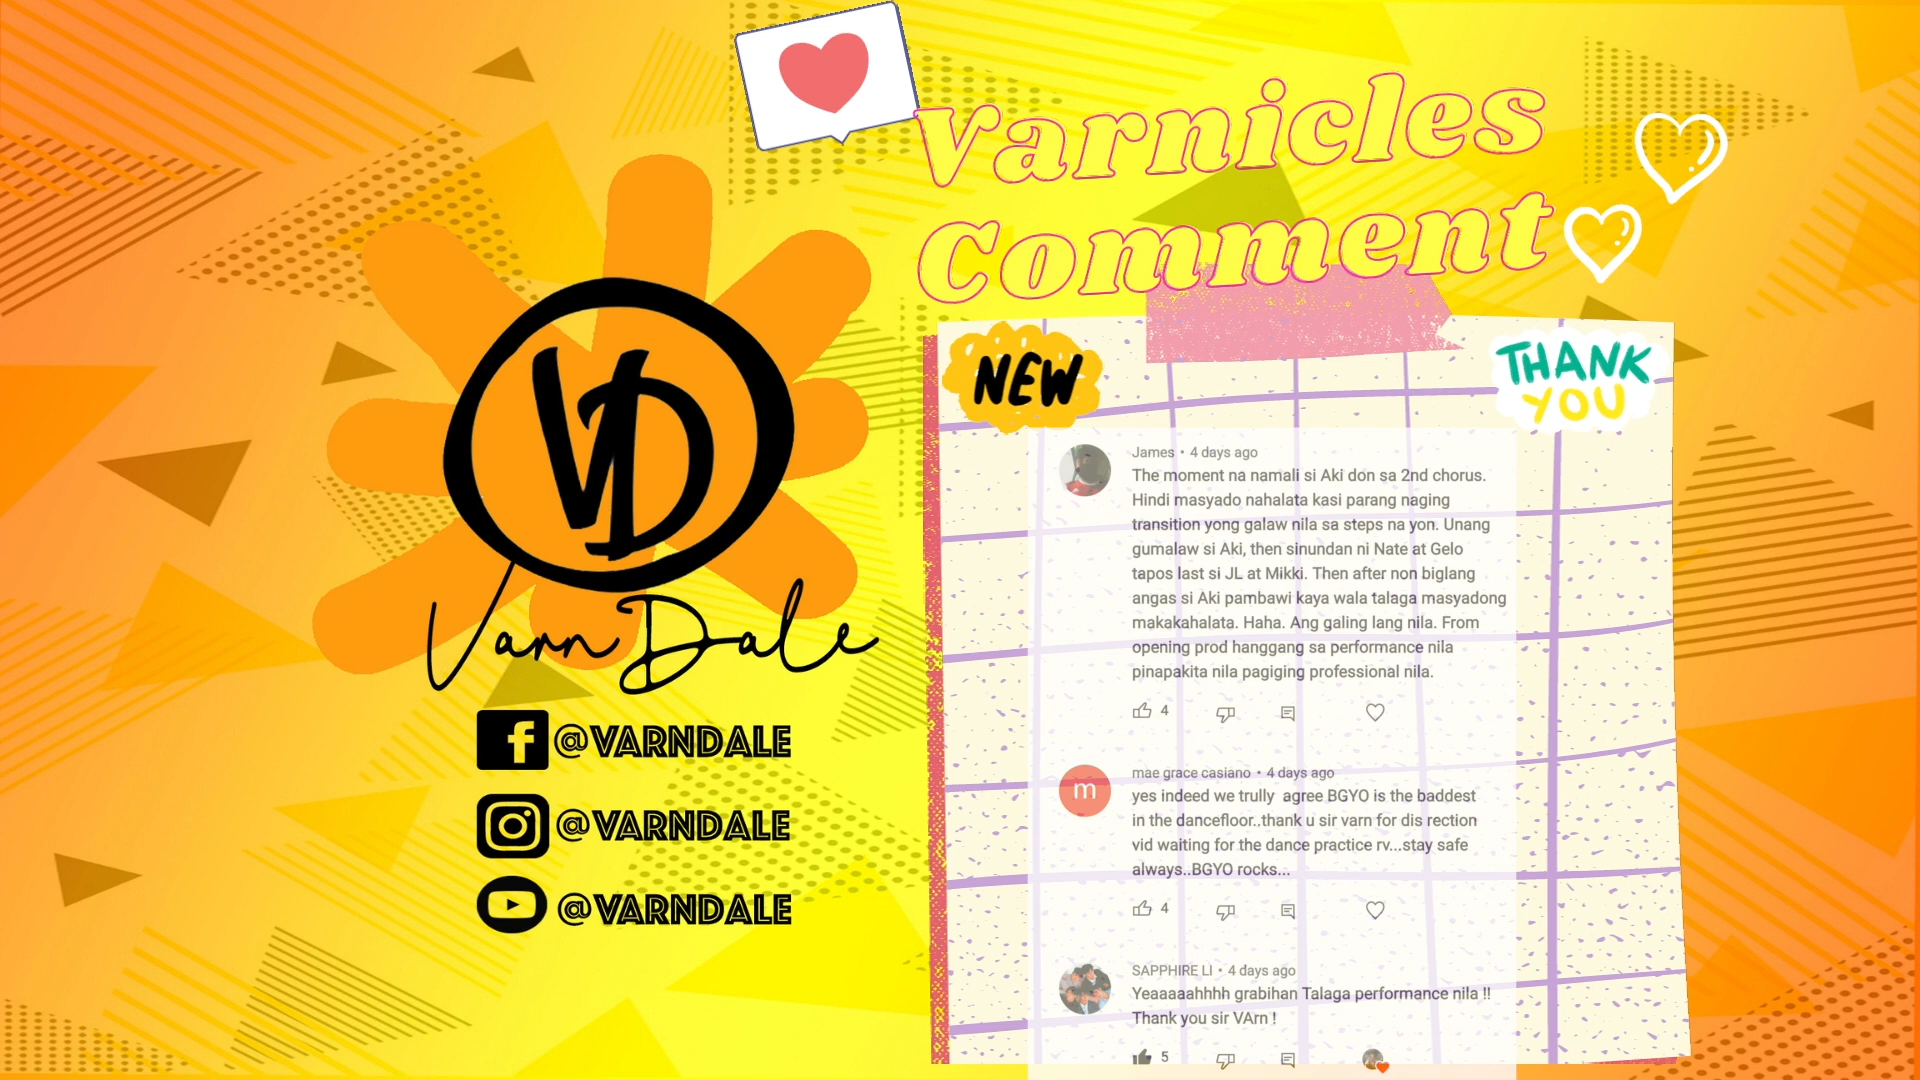 Varnicles
Comment
NEW
THANK
YOU
VD
VarnDale
@VARNDALE
@VARNDALE
@VARNDALE
James • 4 days ago
The moment na namali si Aki don sa 2nd chorus.
Hindi masyado nahalata kasi parang naging
transition yong galaw nila sa steps na yon. Unang
gumalaw si Aki, then sinundan ni Nate at Gelo
tapos last si JL at Mikki. Then after non biglang
angas si Aki pambawi kaya wala talaga masyadong
makakahalata. Haha. Ang galing lang nila. From
opening prod hanggang sa performance nila
pinapakita nila pagiging professional nila.
4
m
mae grace casiano • 4 days ago
yes indeed we trully  agree BGYO is the baddest
in the dancefloor..thank u sir varn for dis rection
vid waiting for the dance practice rv...stay safe
always..BGYO rocks...
4
SAPPHIRE LI • 4 days ago
Yeaaaaahhhh grabihan Talaga performance nila !!
Thank you sir VArn !
5